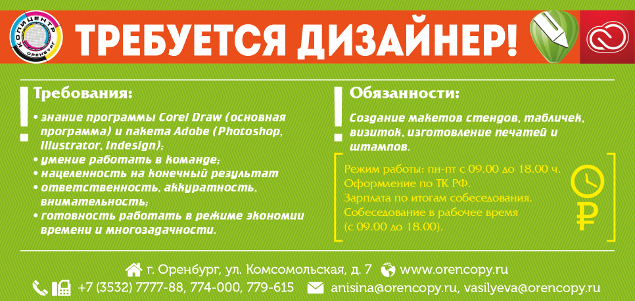 КОПИЦЕНТР
ОРЕНБУРГ
ТРЕБУЕТСЯ ДИЗАЙНЕР!
Требования:
• знание программы Corel Draw (основная
программа) и пакета Adobe (Photoshop,
Illustrator, Indesign);
• умение работать в команде;
• нацеленность на конечный результат
• ответственность, аккуратность,
внимательность;
• готовность работать в режиме экономии
времени и многозадачности.
Обязанности:
Создание макетов стендов, табличек,
визиток, изготовление печатей и
штампов.
Режим работы: пн-пт с 09.00 до 18.00 ч.
Оформление по ТК РФ.
Зарплата по итогам собеседования.
Собеседование в рабочее время
(с 09.00 до 18.00).
г. Оренбург, ул. Комсомольская, д. 7 www.orencopy.ru
+7 (3532) 7777-88, 774-000, 779-615 anisina@orencopy.ru, vasilyeva@orencopy.ru